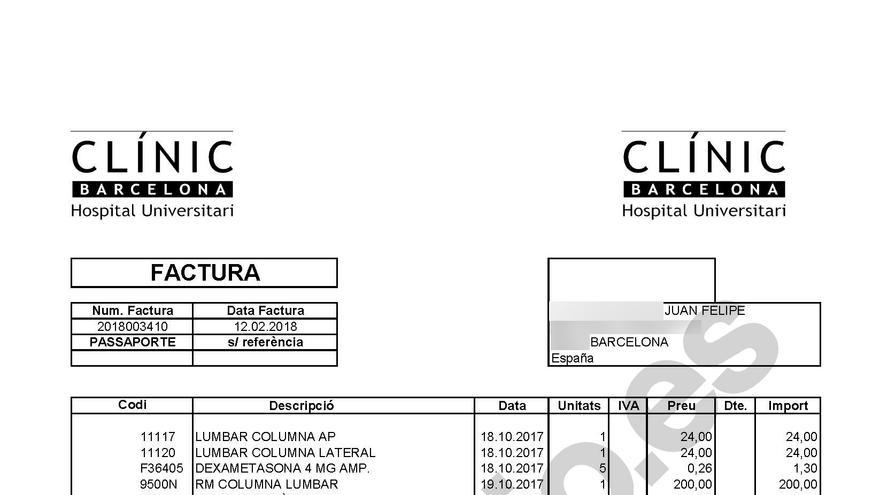 CLÍNIC CLÍNIC
BARCELONA BARCELONA
Hospital Universitari Hospital Universitari
FACTURA
Num. Factura Data Factura
2018003410 12.02.2018
PASSAPORTE s/ referència
JUAN FELIPE
BARCELONA
España
Codi Descripció Data Unitats IVA Preu Dte. Import
11117 LUMBAR COLUMNA AP 18.10.2017 1 24,00 24,00
11120 LUMBAR COLUMNA LATERAL 18.10.2017 1 24,00 24,00
F36405 DEXAMETASONA 4 MG AMP. 18.10.2017 5 0,26 1,30
9500N RM COLUMNA LUMBAR 19.10.2017 1 200,00 200,00
o.es